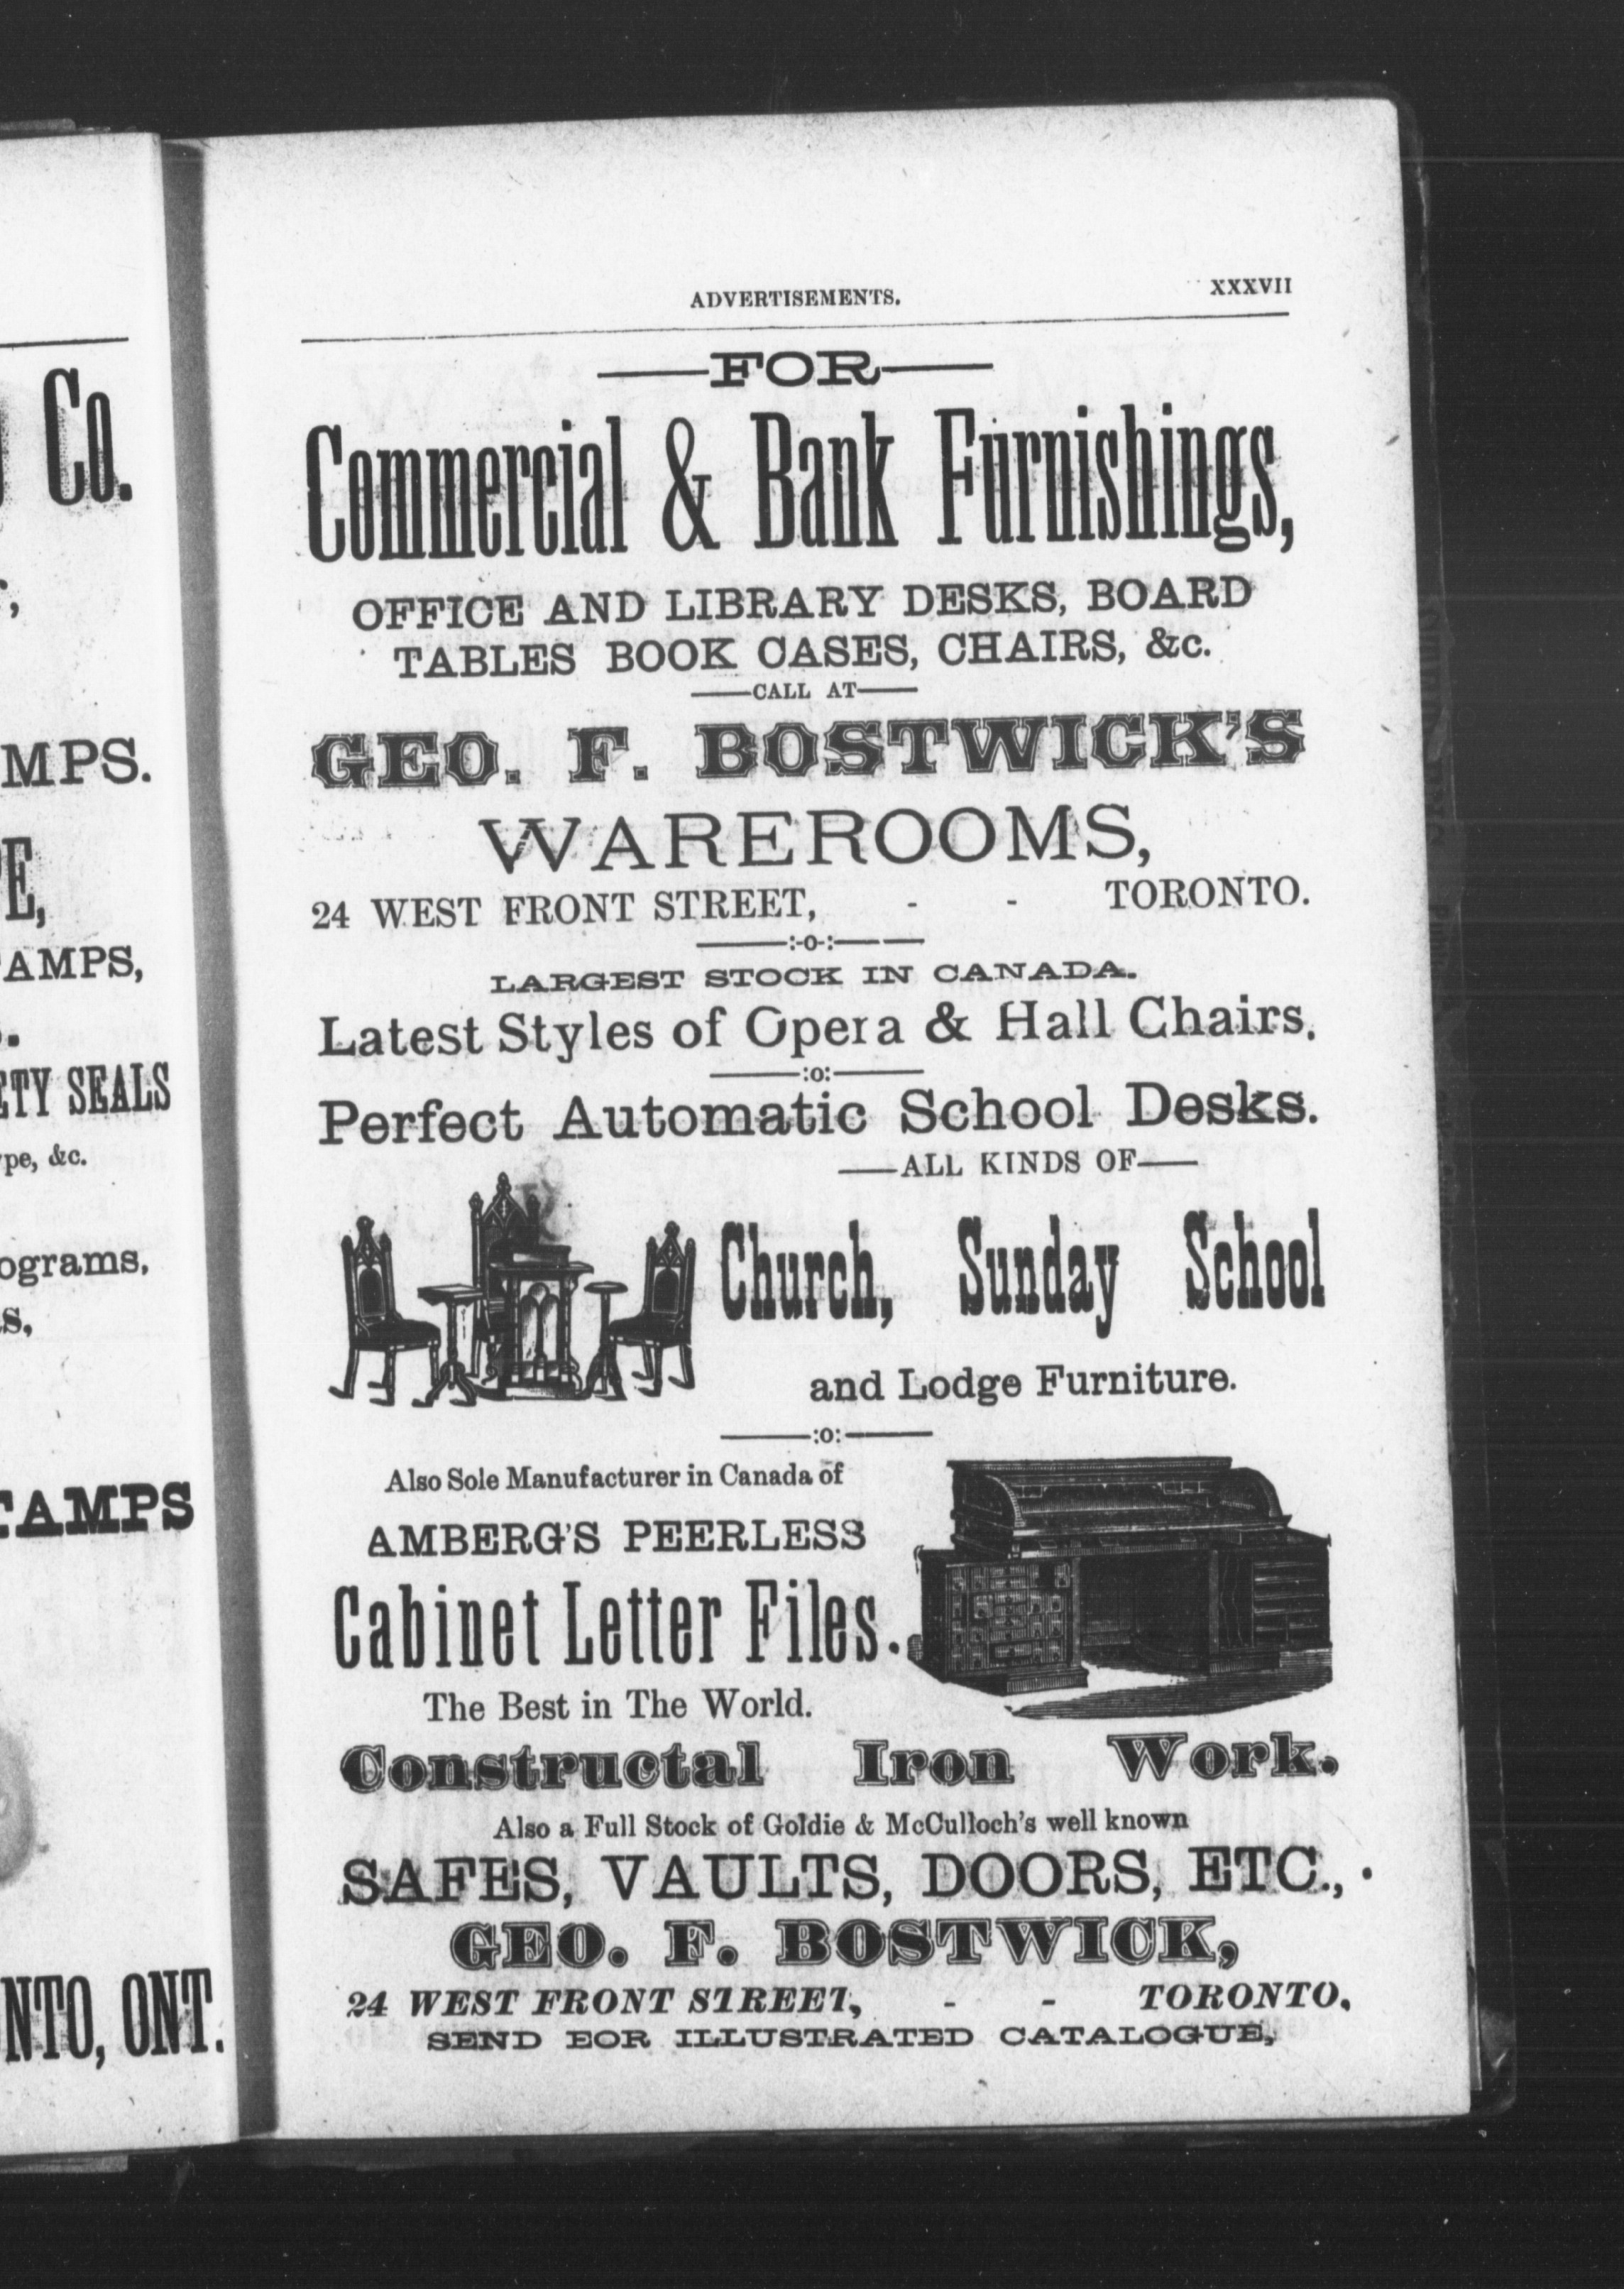 Co.
MPS.
E,
AMPS,
ETY SEALS
ype, &c.
ograms,
s,
TAMPS
NTO, ONT.
ADVERTISEMENTS. XXXVII
—FOR—
Commercial & Bank Furnishings,
OFFICE AND LIBRARY DESKS, BOARD
TABLES BOOK CASES, CHAIRS, &c.
—CALL AT—
GEO. F. BOSTWICK'S
WAREROOMS,
24 WEST FRONT STREET, - - TORONTO.
—:-o-:—
LARGEST STOCK IN CANADA.
Latest Styles of Opera & Hall Chairs.
—:o:—
Perfect Automatic School Desks.
—ALL KINDS OF—
Church, Sunday School
and Lodge Furniture.
—:o:—
Also Sole Manufacturer in Canada of
AMBERG'S PEERLESS
Cabinet Letter Files.
The Best in The World.
Constructal Iron Work.
Also a Full Stock of Goldie & McCulloch's well known
SAFES, VAULTS, DOORS, ETC.,
GEO. F. BOSTWICK,
24 WEST FRONT STREET, - - TORONTO.
SEND EOR ILLUSTRATED CATALOGUE,